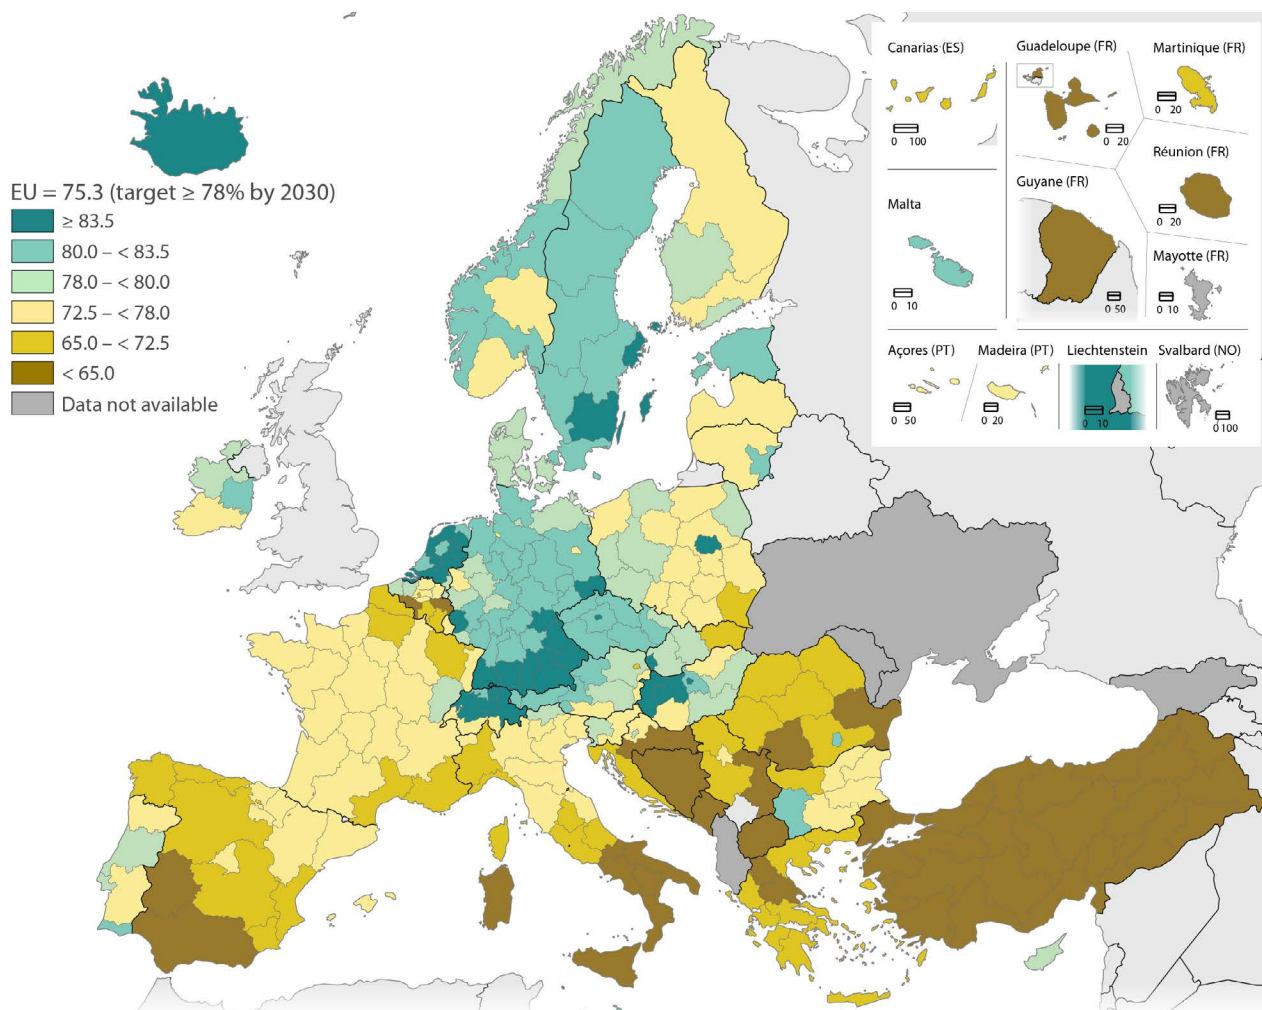 EU = 75.3 (target ≥ 78% by 2030)
≥ 83.5
80.0 – < 83.5
78.0 – < 80.0
72.5 – < 78.0
65.0 – < 72.5
< 65.0
Data not available
Canarias (ES)
0 100
Guadeloupe (FR)
0 20
Martinique (FR)
0 20
Malta
0 10
Guyane (FR)
0 50
Réunion (FR)
0 20
Mayotte (FR)
0 10
Açores (PT)
0 50
Madeira (PT)
0 20
Liechtenstein
0 10
Svalbard (NO)
0 100